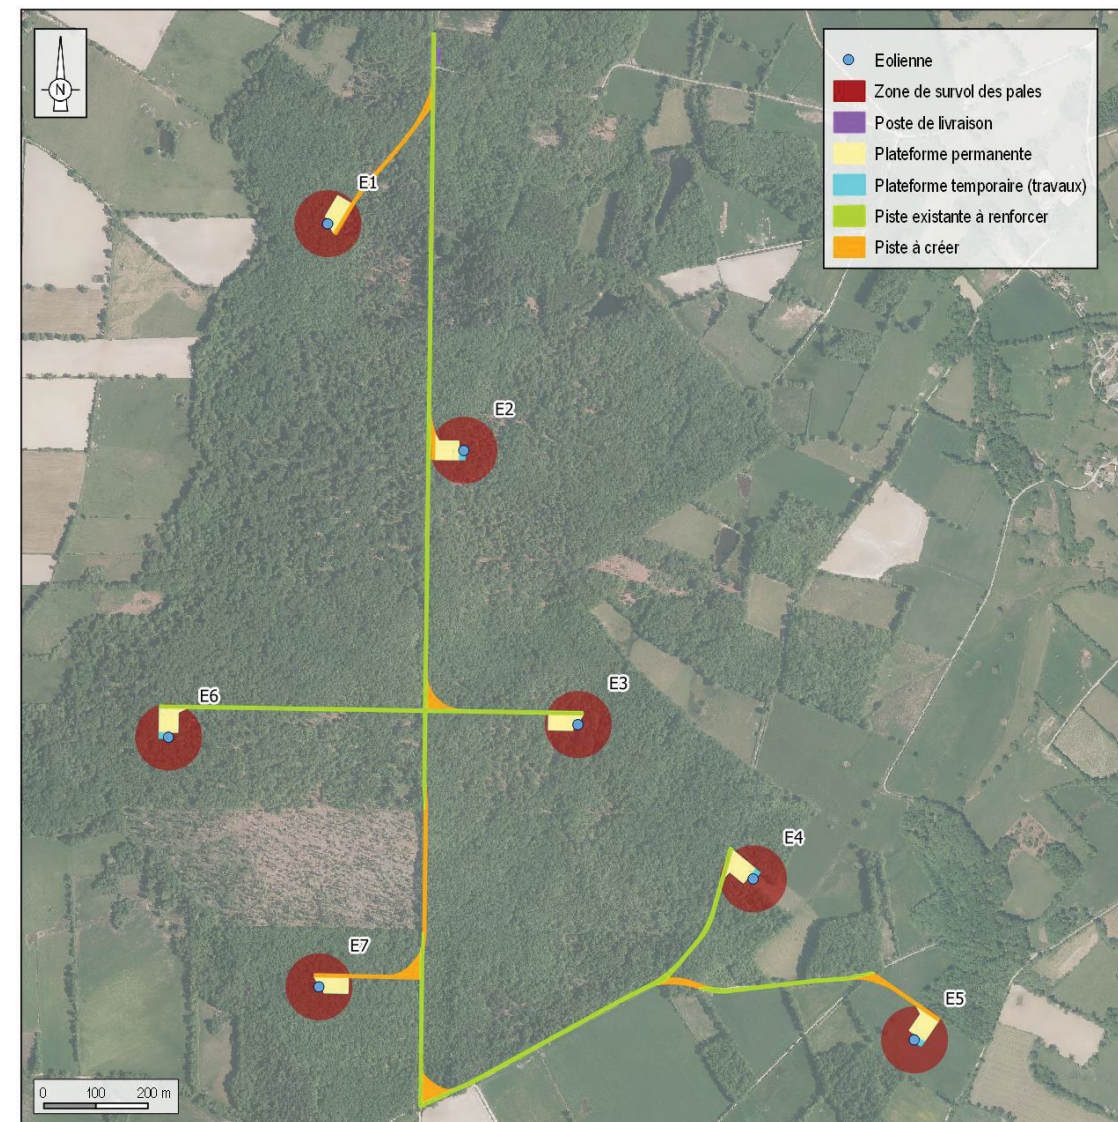 N
Eolienne
Zone de survol des pales
Poste de livraison
Plateforme permanente
Plateforme temporaire (travaux)
Piste existante à renforcer
Piste à créer
E1
E2
E3
E6
E4
E7
E5
0 100 200 m